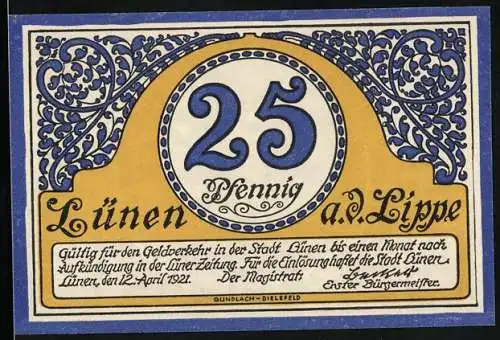 25
Pfennig
Lünen a.d. Lippe
Gültig für den Geldverkehr in der Stadt Lünen bis einen Monat nach
Aufkündigung in der Lüner Zeitung. Für die Einlösung haftet die Stadt Lünen.
Lünen, den 12. April 1921. Der Magistrat: Becker
Erster Bürgermeister.
GUNDLACH-BIELEFELD